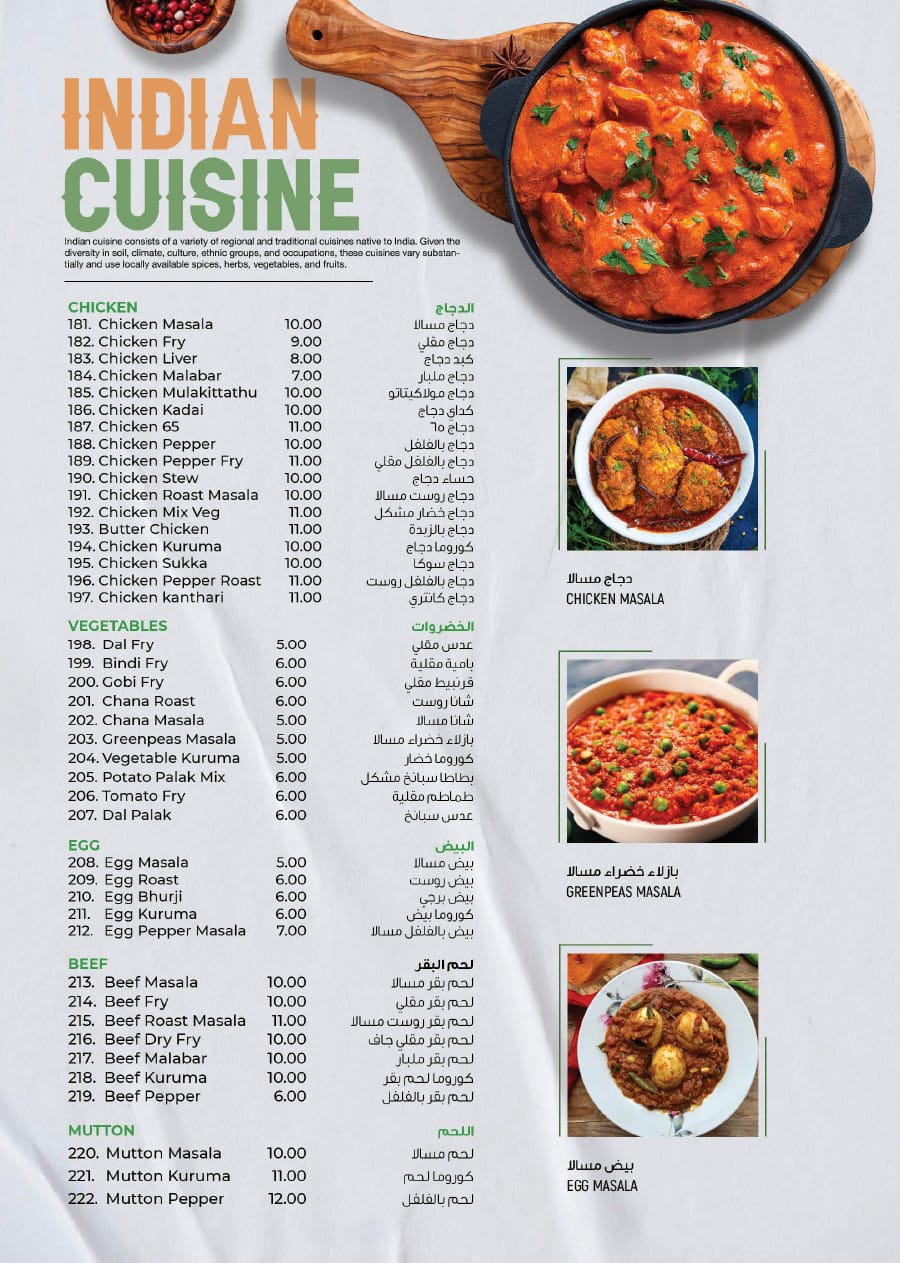 INDIAN
CUISINE
Indian cuisine consists of a variety of regional and traditional cuisines native to India. Given the
diversity in soil, climate, culture, ethnic groups, and occupations, these cuisines vary substan-
tially and use locally available spices, herbs, vegetables, and fruits.
CHICKEN الدجاج
181. Chicken Masala 10.00 دجاج مسالا
182. Chicken Fry 9.00 دجاج مقلي
183. Chicken Liver 8.00 كبد دجاج
184. Chicken Malabar 7.00 دجاج ملبار
185. Chicken Mulakittathu 10.00 دجاج مولاكيتاتو
186. Chicken Kadai 10.00 كداي دجاج
187. Chicken 65 11.00 دجاج ٦٥
188. Chicken Pepper 10.00 دجاج بالفلفل
189. Chicken Pepper Fry 11.00 دجاج بالفلفل مقلي
190. Chicken Stew 10.00 حساء دجاج
191. Chicken Roast Masala 10.00 دجاج روست مسالا
192. Chicken Mix Veg 11.00 دجاج خضار مشكل
193. Butter Chicken 11.00 دجاج بالزبدة
194. Chicken Kuruma 10.00 كوروما دجاج
195. Chicken Sukka 10.00 دجاج سوكا
196. Chicken Pepper Roast 11.00 دجاج بالفلفل روست
197. Chicken kanthari 11.00 دجاج كانتري
VEGETABLES الخضروات
198. Dal Fry 5.00 عدس مقلي
199. Bindi Fry 6.00 بامية مقلية
200. Gobi Fry 6.00 قرنبيط مقلي
201. Chana Roast 6.00 شانا روست
202. Chana Masala 5.00 شانا مسالا
203. Greenpeas Masala 5.00 بازلاء خضراء مسالا
204. Vegetable Kuruma 5.00 كوروما خضار
205. Potato Palak Mix 6.00 بطاطا سبانخ مشكل
206. Tomato Fry 6.00 طماطم مقلية
207. Dal Palak 6.00 عدس سبانخ
EGG البيض
208. Egg Masala 5.00 بيض مسالا
209. Egg Roast 6.00 بيض روست
210. Egg Bhurji 6.00 بيض برجي
211. Egg Kuruma 6.00 كوروما بيض
212. Egg Pepper Masala 7.00 بيض بالفلفل مسالا
BEEF لحم البقر
213. Beef Masala 10.00 لحم بقر مسالا
214. Beef Fry 10.00 لحم بقر مقلي
215. Beef Roast Masala 11.00 لحم بقر روست مسالا
216. Beef Dry Fry 10.00 لحم بقر مقلي جاف
217. Beef Malabar 10.00 لحم بقر ملبار
218. Beef Kuruma 10.00 كوروما لحم بقر
219. Beef Pepper 6.00 لحم بقر بالفلفل
MUTTON اللحم
220. Mutton Masala 10.00 لحم مسالا
221. Mutton Kuruma 11.00 كوروما لحم
222. Mutton Pepper 12.00 لحم بالفلفل
دجاج مسالا
CHICKEN MASALA
بازلاء خضراء مسالا
GREENPEAS MASALA
بيض مسالا
EGG MASALA